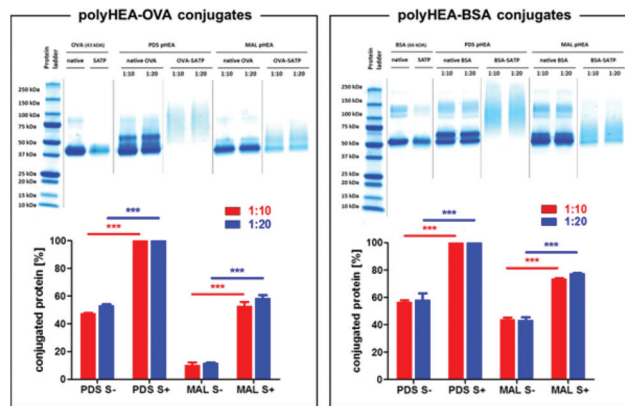 polyHEA-OVA conjugates
Protein ladder
OVA (43 kDA)
PDS pHEA
MAL pHEA
native
SATP
native OVA
OVA-SATP
native OVA
OVA-SATP
1:10 1:20 1:10 1:20 1:10 1:20 1:10 1:20
250 kDa
150 kDa
100 kDa
75 kDa
50 kDa
37 kDa
25 kDa
20 kDa
15 kDa
10 kDa
1:10
1:20
conjugated protein [%]
100
80
60
40
20
0
***
***
***
***
PDS S-
PDS S+
MAL S-
MAL S+
polyHEA-BSA conjugates
Protein ladder
BSA (66 kDA)
PDS pHEA
MAL pHEA
native
SATP
native BSA
BSA-SATP
native BSA
BSA-SATP
1:10 1:20 1:10 1:20 1:10 1:20 1:10 1:20
250 kDa
150 kDa
100 kDa
75 kDa
50 kDa
37 kDa
25 kDa
20 kDa
15 kDa
10 kDa
1:10
1:20
conjugated protein [%]
100
80
60
40
20
0
***
***
***
***
PDS S-
PDS S+
MAL S-
MAL S+